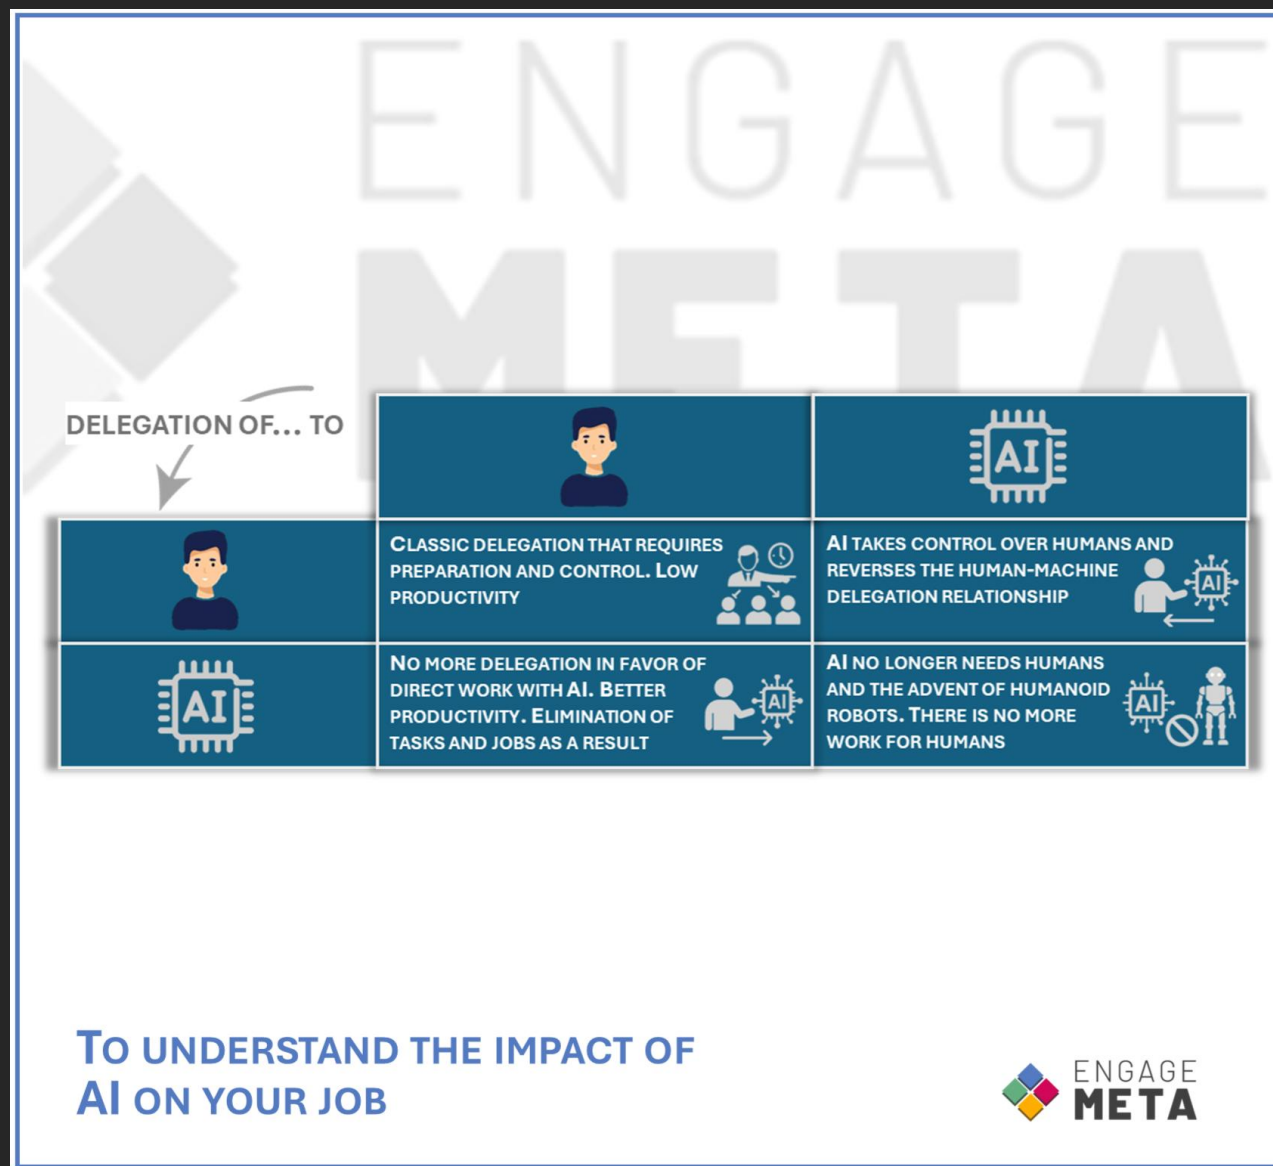 ENGAGE
META
DELEGATION OF... TO
AI
CLASSIC DELEGATION THAT REQUIRES
PREPARATION AND CONTROL. LOW
PRODUCTIVITY
AI TAKES CONTROL OVER HUMANS AND
REVERSES THE HUMAN-MACHINE
DELEGATION RELATIONSHIP
AI
AI
NO MORE DELEGATION IN FAVOR OF
DIRECT WORK WITH AI. BETTER
PRODUCTIVITY. ELIMINATION OF
TASKS AND JOBS AS A RESULT
AI
AI NO LONGER NEEDS HUMANS
AND THE ADVENT OF HUMANOID
ROBOTS. THERE IS NO MORE
WORK FOR HUMANS
AI
TO UNDERSTAND THE IMPACT OF
AI ON YOUR JOB
ENGAGE
META